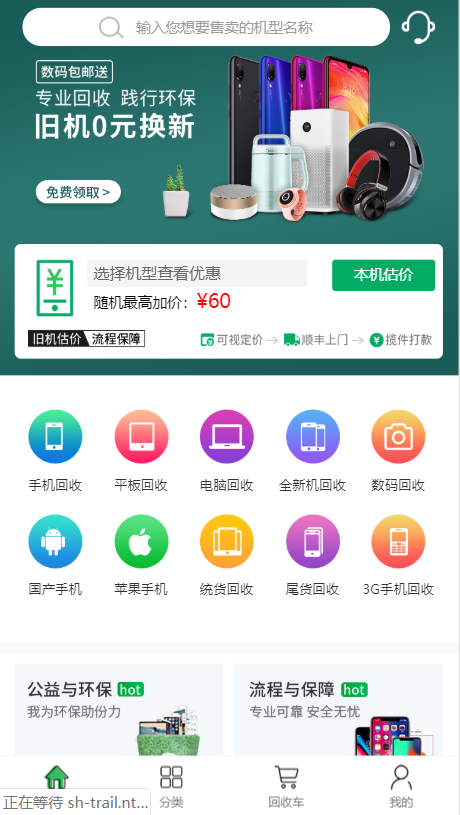 输入您想要售卖的机型名称
数码包邮送
专业回收 践行环保
旧机0元换新
免费领取 >
选择机型查看优惠
本机估价
随机最高加价：¥60
旧机估价 流程保障
可视定价 → 顺丰上门 → 揽件打款
手机回收 平板回收 电脑回收 全新机回收 数码回收
国产手机 苹果手机 统货回收 尾货回收 3G手机回收
公益与环保 hot
我为环保助份力
流程与保障 hot
专业可靠 安全无忧
分类 回收车 我的
正在等待 sh-trail.nt...